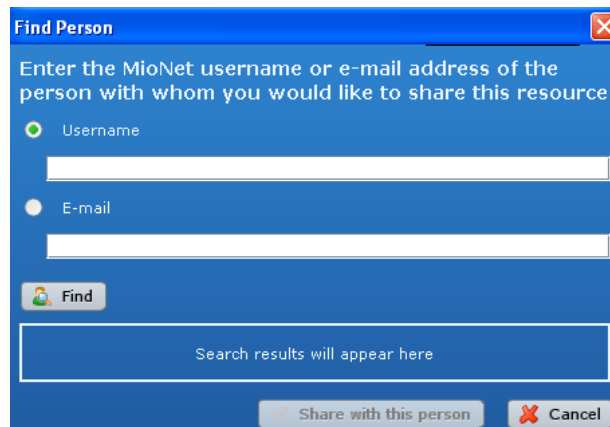 Find Person
Enter the MioNet username or e-mail address of the
person with whom you would like to share this resource
Username
E-mail
Find
Search results will appear here
Share with this person
Cancel